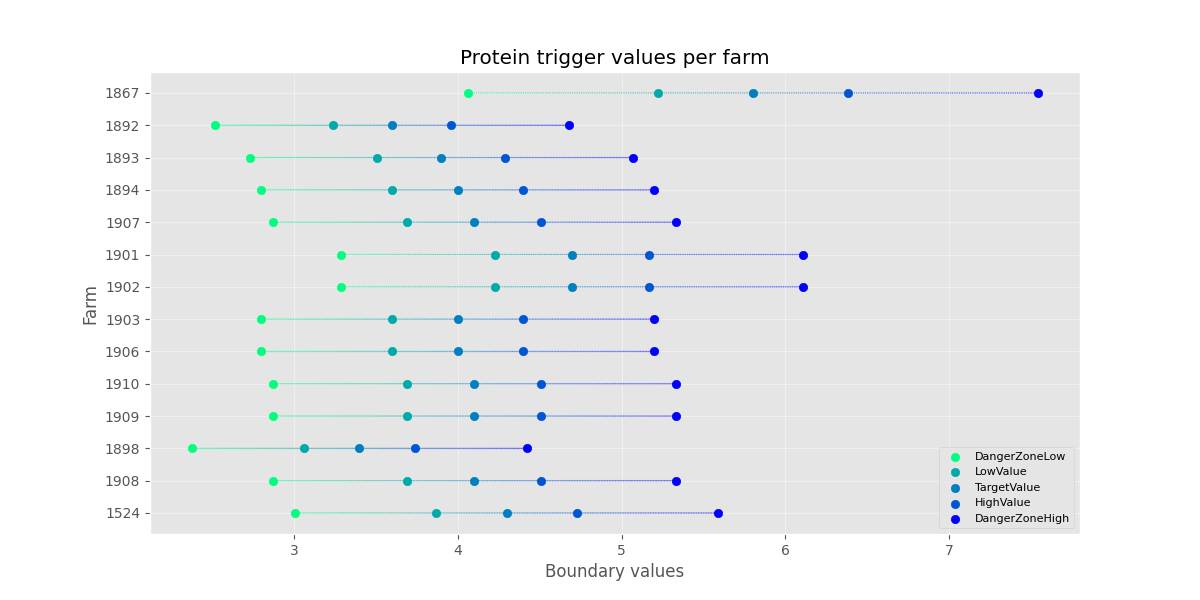 Protein trigger values per farm
Farm
1867
1892
1893
1894
1907
1901
1902
1903
1906
1910
1909
1898
1908
1524
3 4 5 6 7
Boundary values
DangerZoneLow
LowValue
TargetValue
HighValue
DangerZoneHigh